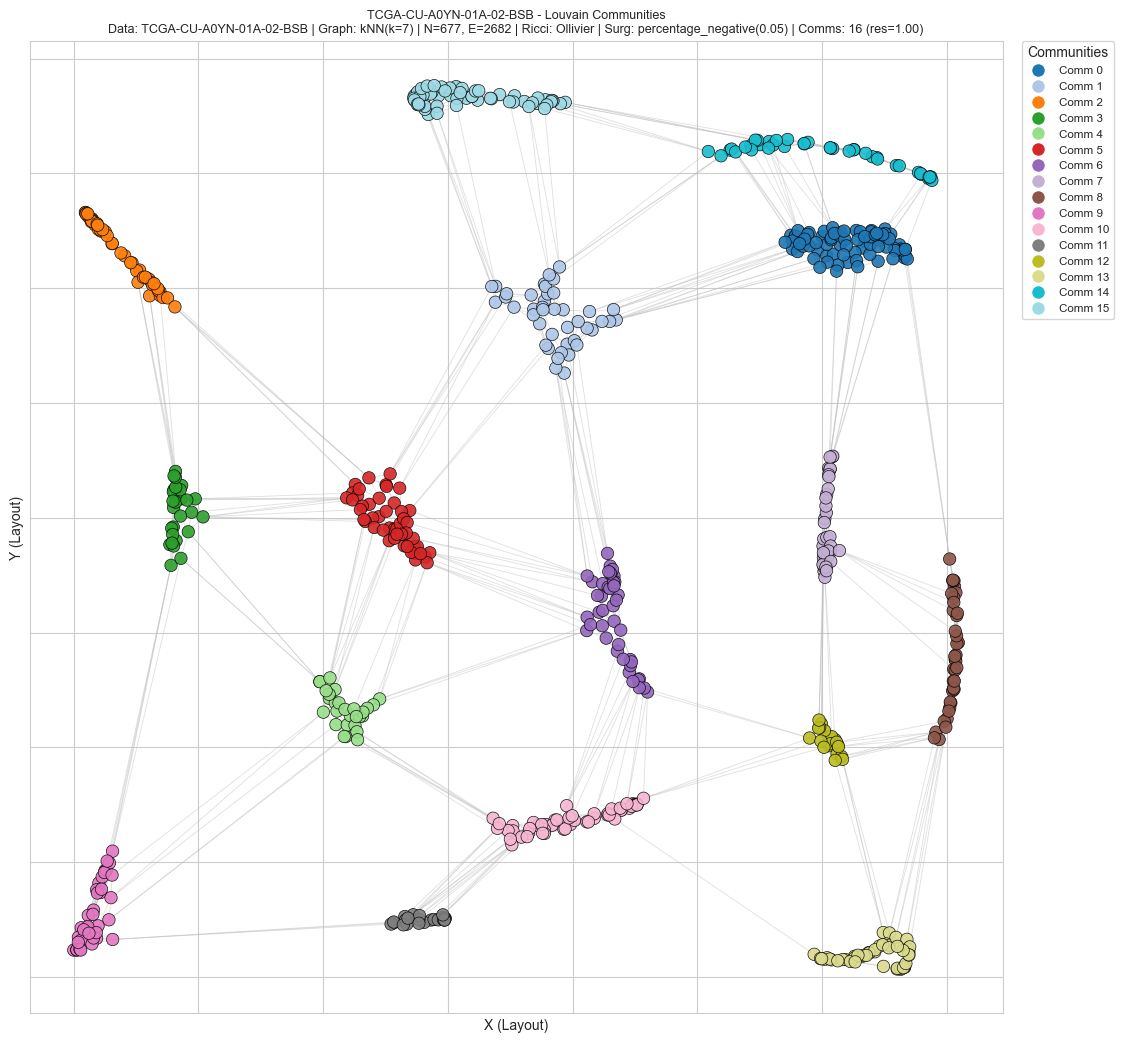 TCGA-CU-A0YN-01A-02-BSB - Louvain Communities
Data: TCGA-CU-A0YN-01A-02-BSB | Graph: kNN(k=7) | N=677, E=2682 | Ricci: Ollivier | Surg: percentage_negative(0.05) | Comms: 16 (res=1.00)
Communities
Comm 0
Comm 1
Comm 2
Comm 3
Comm 4
Comm 5
Comm 6
Comm 7
Comm 8
Comm 9
Comm 10
Comm 11
Comm 12
Comm 13
Comm 14
Comm 15
Y (Layout)
X (Layout)